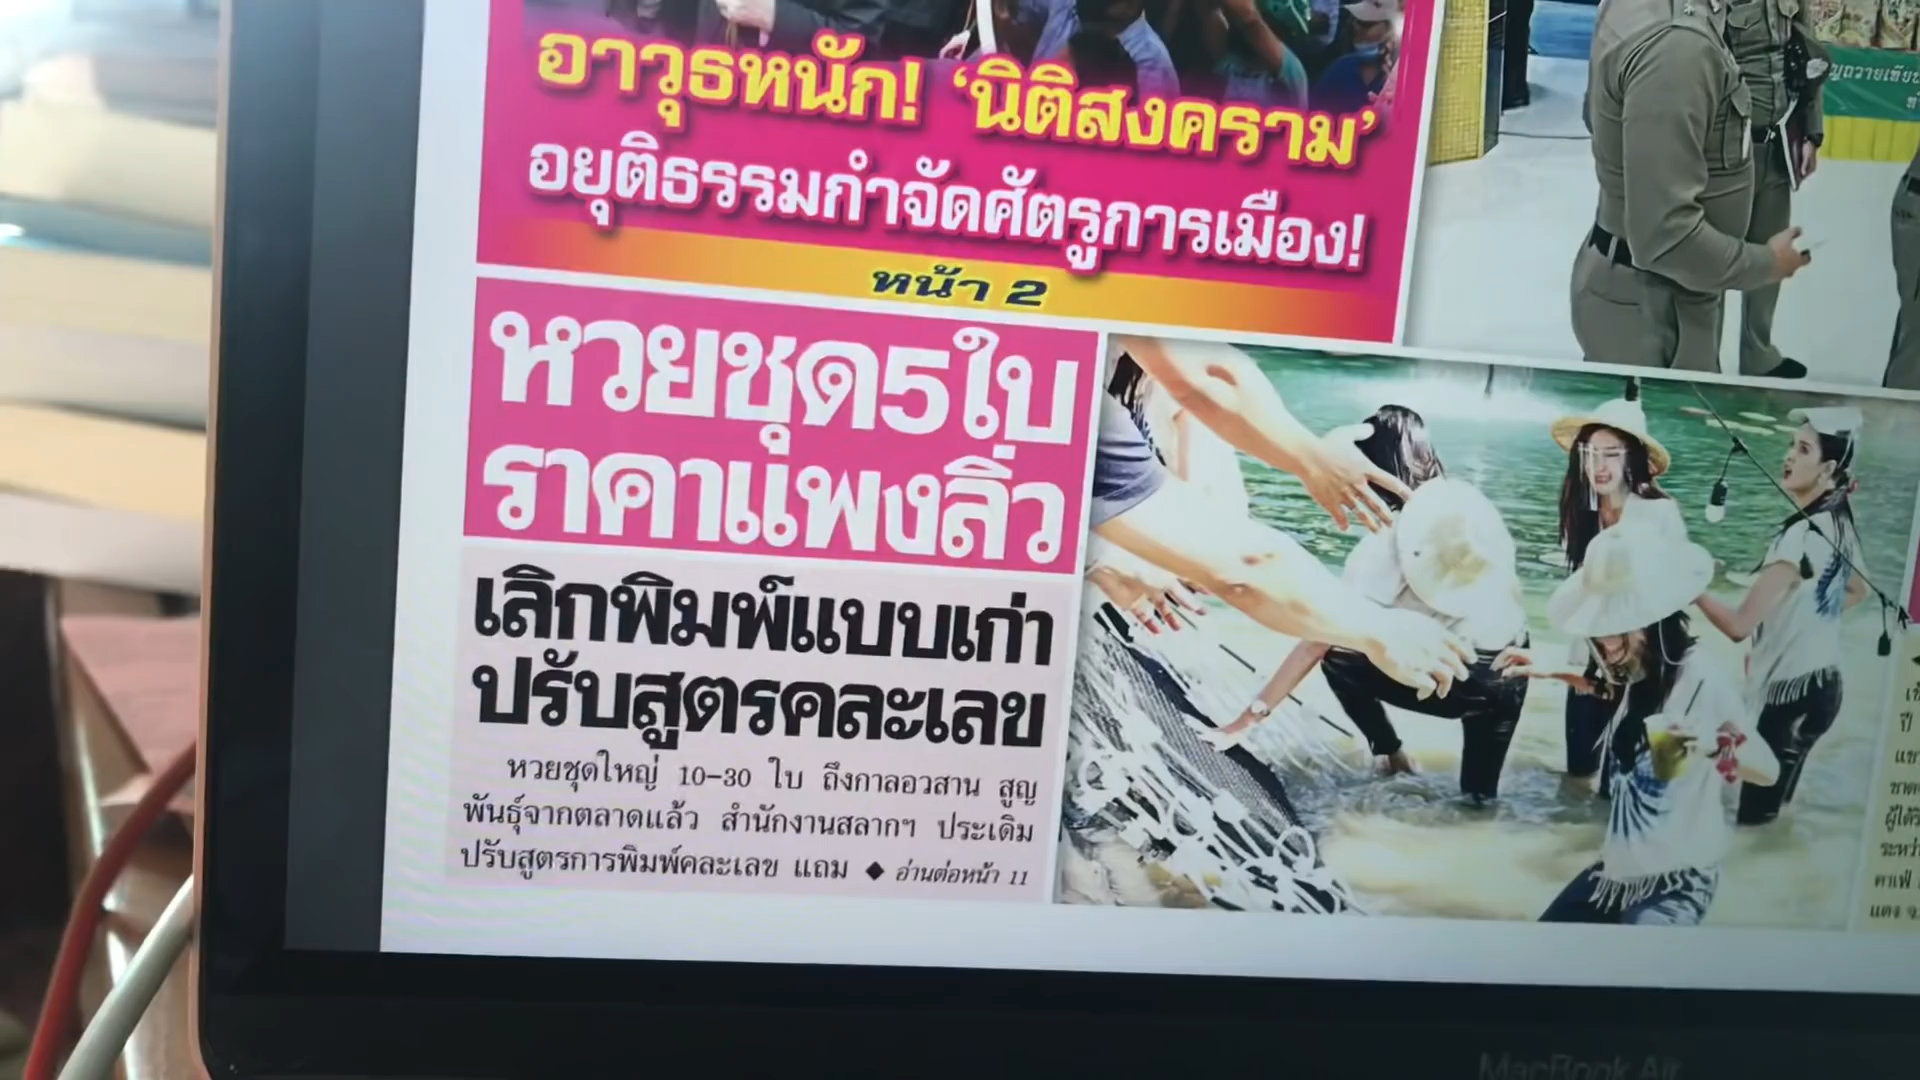 อาวุธหนัก! ‘นิติสงคราม’
อยุติธรรมกำจัดศัตรูการเมือง!
หน้า 2
หวยชุด5ใบ
ราคาแพงลิ่ว
เลิกพิมพ์แบบเก่า
ปรับสูตรคละเลข
หวยชุดใหญ่ 10-30 ใบ ถึงกาลอวสาน สูญ
พันธุ์จากตลาดแล้ว สำนักงานสลากฯ ประเดิม
ปรับสูตรการพิมพ์คละเลข แถม ◆ อ่านต่อหน้า 11
MacBook Air